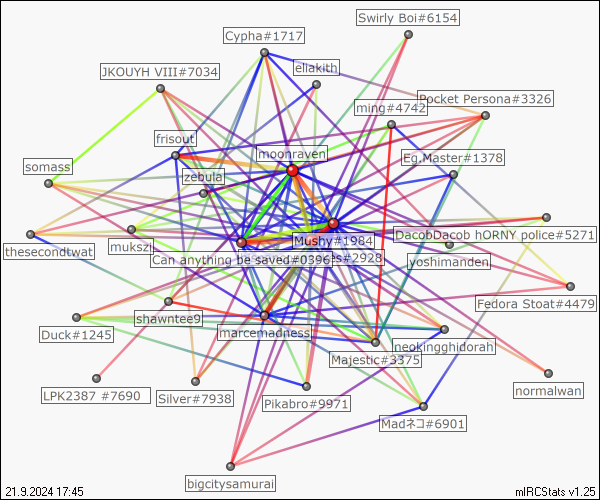 Swirly Boi#6154
Cypha#1717
eliakith
JKOUYH VIII#7034
Pocket Persona#3326
ming#4742
frisout
moonraven
Eg.Master#1378
somass
zebula
DacobDacob hORNY police#5271
Mushy#1984
thesecondtwat
mukszi
Can anything be saved#0396
s#2928
yoshimanden
Fedora Stoat#4479
shawntee9
Duck#1245
marcemadness
neokingghidorah
Majestic#3375
LPK2387 #7690
Silver#7938
Pikabro#9971
normalwan
Madネコ#6901
bigcitysamurai
21.9.2024 17:45
mIRCStats v1.25